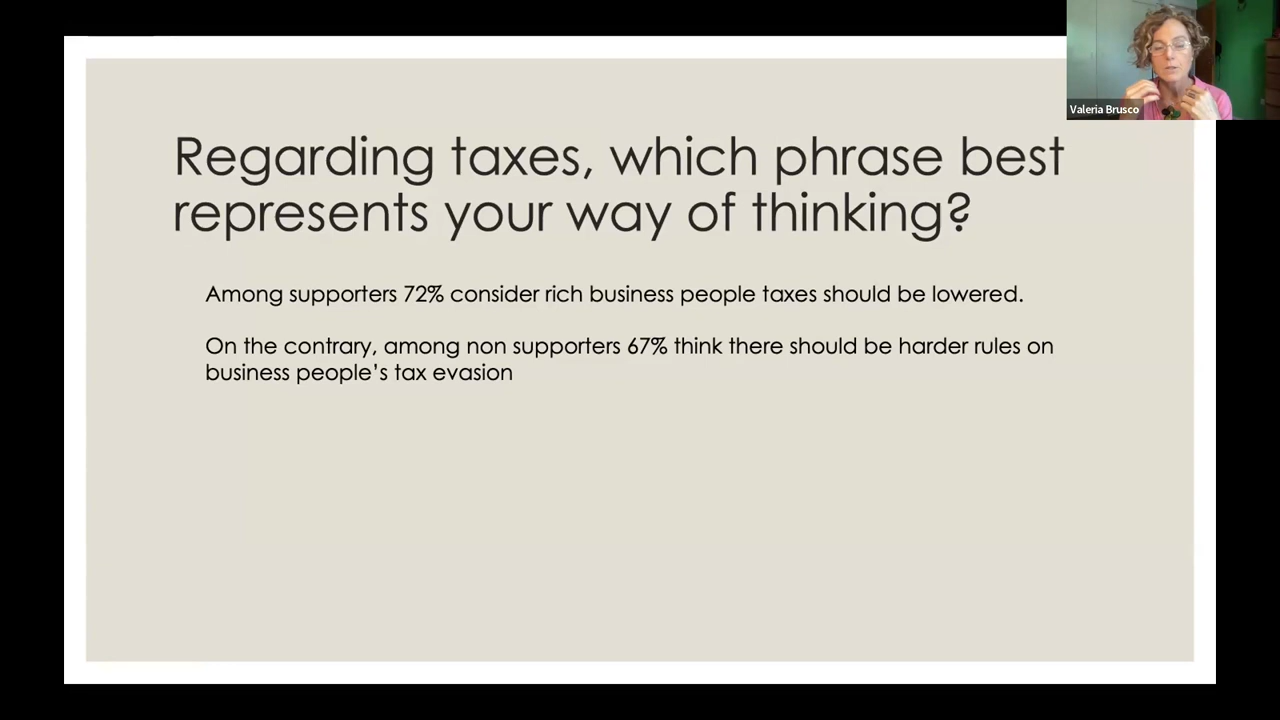 Valeria Brusco
Regarding taxes, which phrase best
represents your way of thinking?
Among supporters 72% consider rich business people taxes should be lowered.
On the contrary, among non supporters 67% think there should be harder rules on
business people's tax evasion